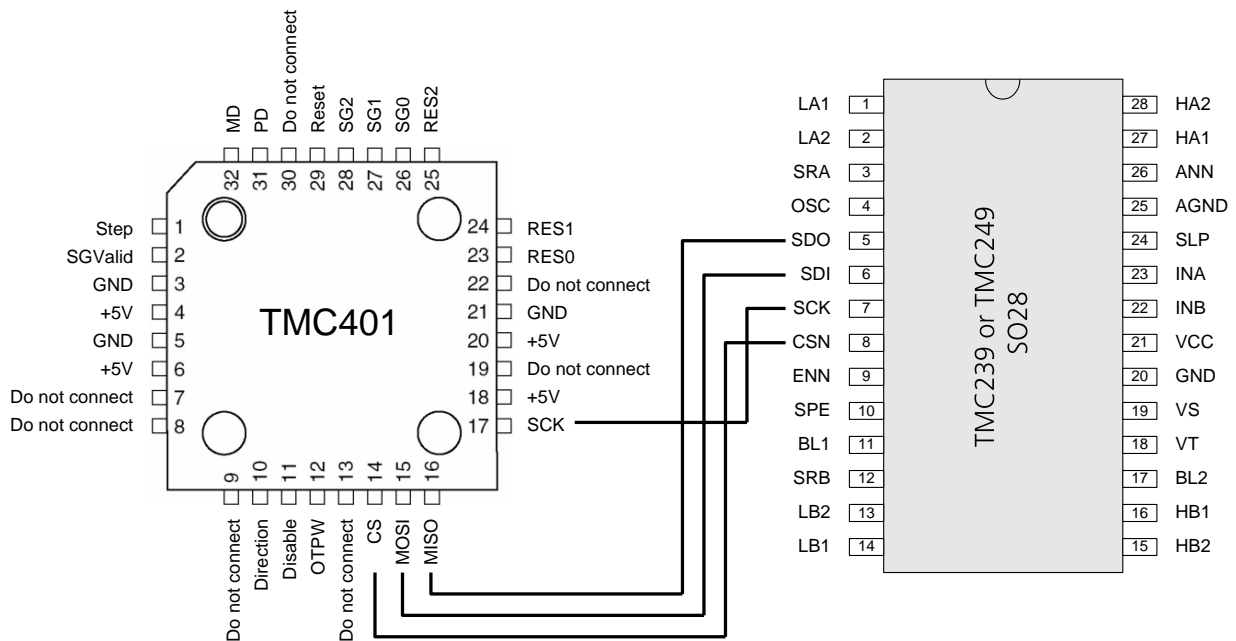 MD
PD
Do not connect
Reset
SG2
SG1
SG0
RES2
32
31
30
29
28
27
26
25
Step 1
SGValid 2
GND 3
+5V 4
GND 5
+5V 6
Do not connect 7
Do not connect 8
TMC401
24 RES1
23 RES0
22 Do not connect
21 GND
20 +5V
19 Do not connect
18 +5V
17 SCK
9
10
11
12
13
14
15
16
Do not connect
Direction
Disable
OTPW
Do not connect
CS
MOSI
MISO
LA1 1
LA2 2
SRA 3
OSC 4
SDO 5
SDI 6
SCK 7
CSN 8
ENN 9
SPE 10
BL1 11
SRB 12
LB2 13
LB1 14
TMC239 or TMC249
SO28
28 HA2
27 HA1
26 ANN
25 AGND
24 SLP
23 INA
22 INB
21 VCC
20 GND
19 VS
18 VT
17 BL2
16 HB1
15 HB2